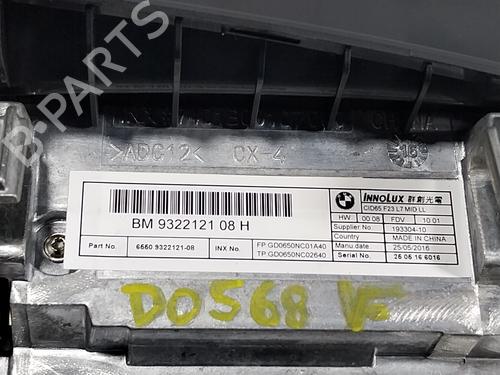 >ADC12< CX-4
BM 9322121 08 H
INNOLUX 群創光電
CID65 F23 L7 MID LL
HW 00.08 FDV 10 01
Supplier No 193304-10
Country MADE IN CHINA
Manu date 25/05/2016
Serial No. 25 05 16 6016
Part No. 6550 9322121-08 INX No.
FP:GD0650NC01A40
TP:GD0650NC02640
DO568 VF
B-PARTS